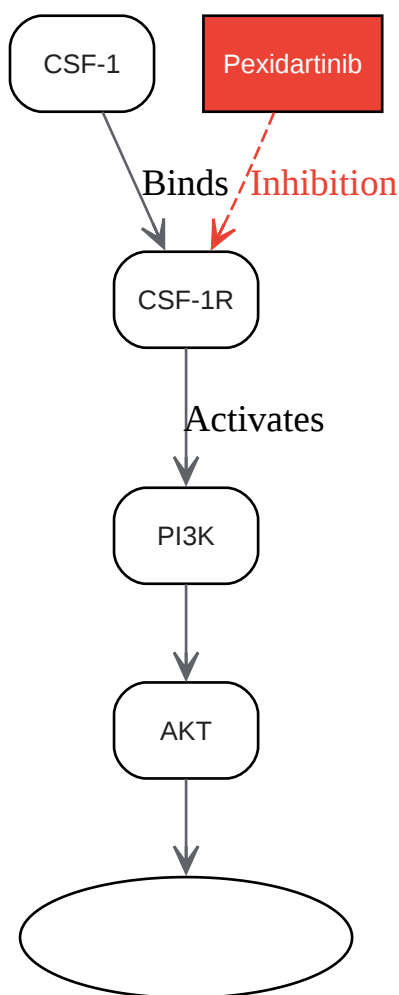 CSF-1
Pexidartinib
Binds
Inhibition
CSF-1R
Activates
PI3K
AKT